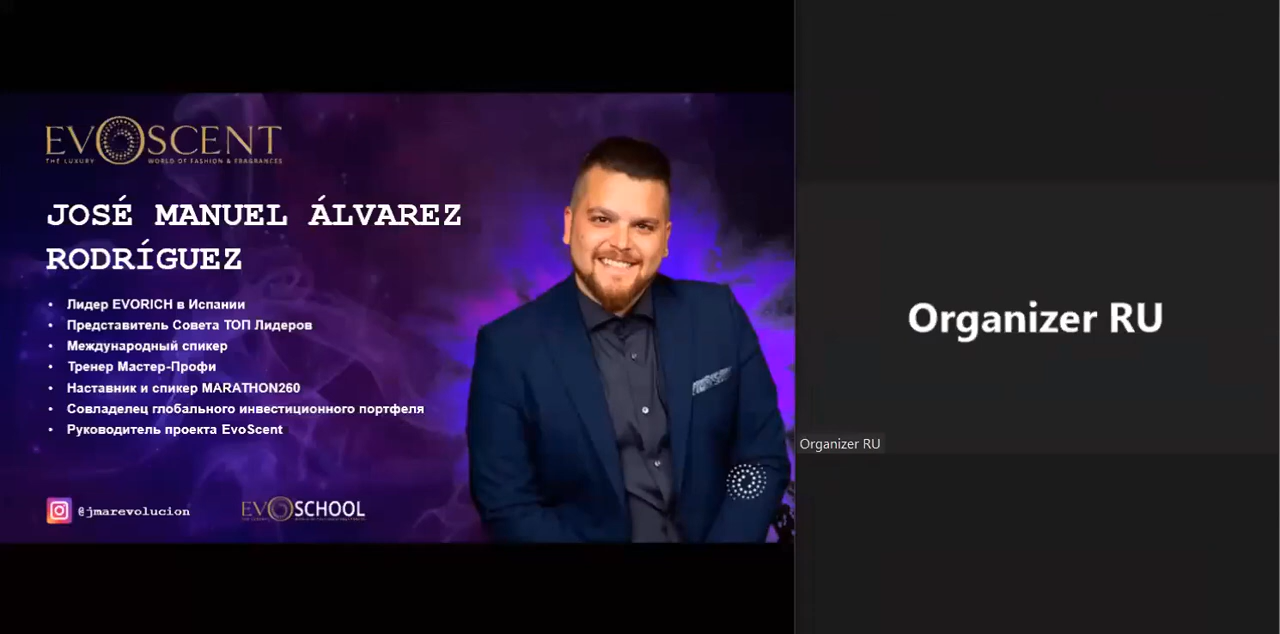 EVOSCENT
THE LUXURY WORLD OF FASHION & FRAGRANCES
JOSÉ MANUEL ÁLVAREZ
RODRÍGUEZ
• Лидер EVORICH в Испании
• Представитель Совета ТОП Лидеров
• Международный спикер
• Тренер Мастер-Профи
• Наставник и спикер MARATHON260
• Совладелец глобального инвестиционного портфеля
• Руководитель проекта EvoScent
@jmarevolucion
EVOSCHOOL
Organizer RU
Organizer RU